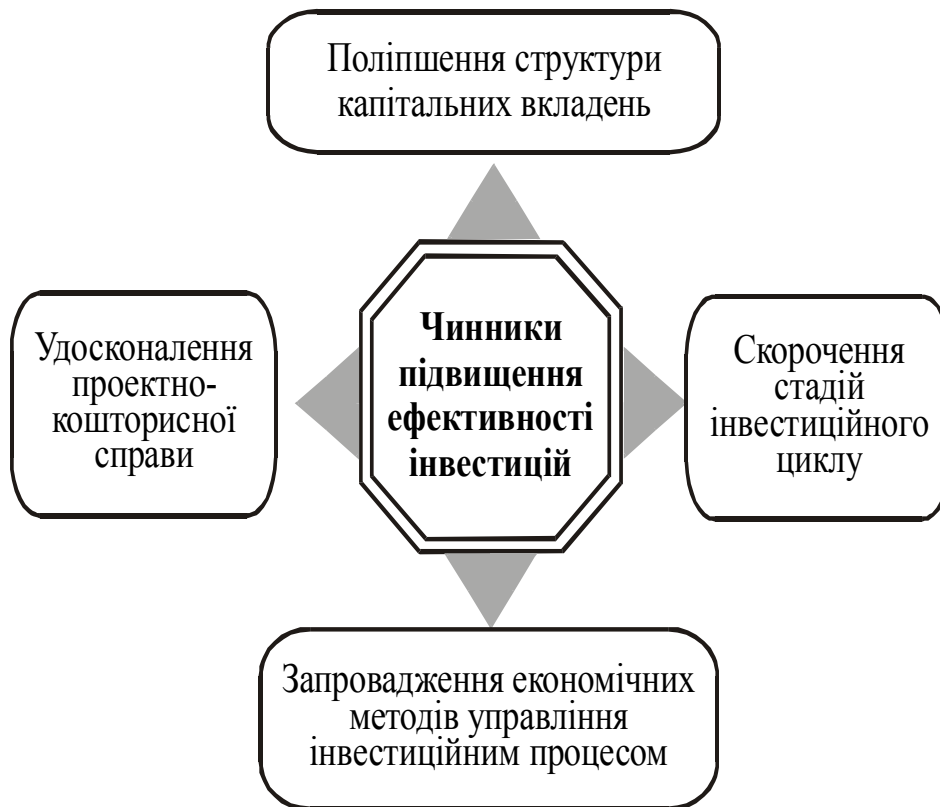 Поліпшення структури
капітальних вкладень
Удосконалення
проектно-
кошторисної
справи
Чинники
підвищення
ефективності
інвестицій
Скорочення
стадій
інвестиційного
циклу
Запровадження економічних
методів управління
інвестиційним процесом